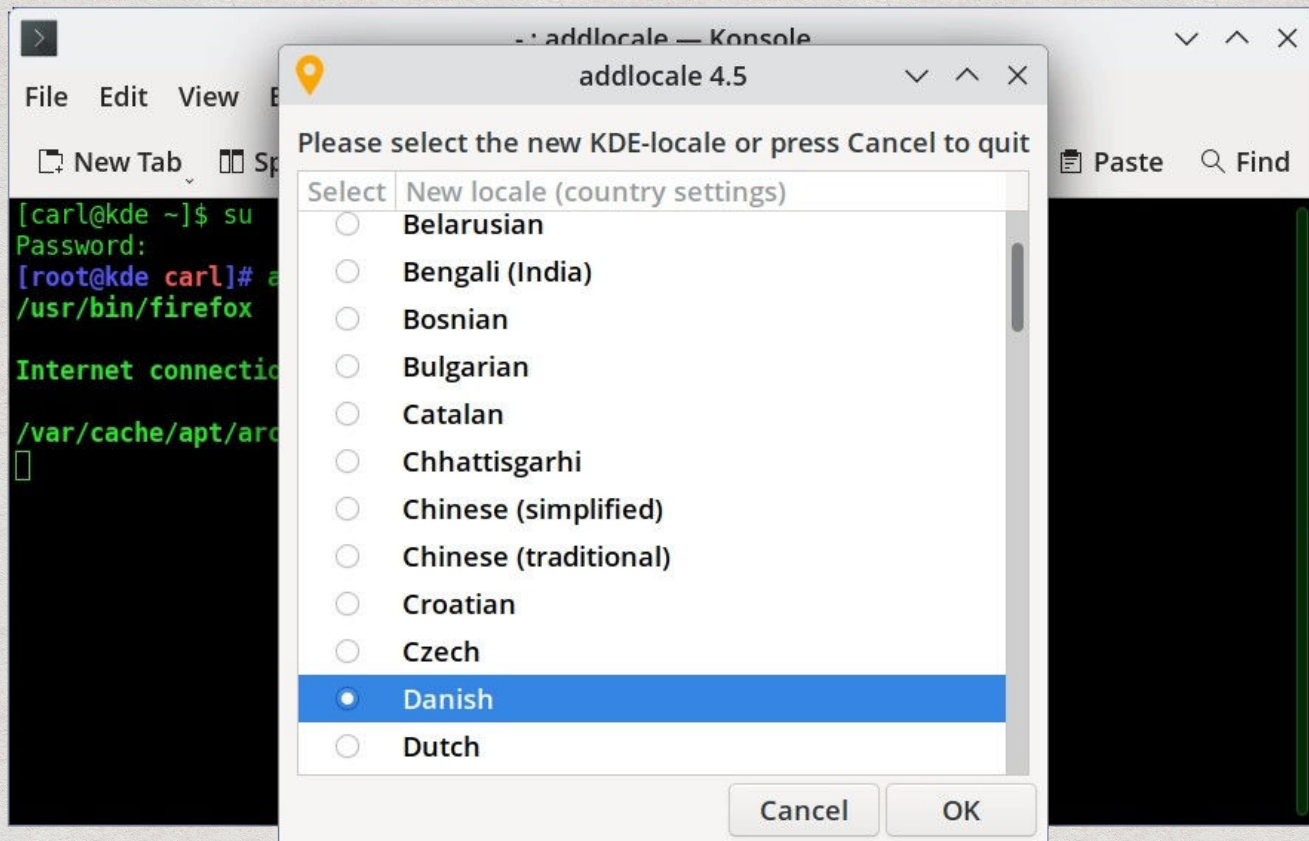 - : addlocale — Konsole
File Edit View
New Tab
Paste Find
[carl@kde ~]$ su
Password:
[root@kde carl]#
/usr/bin/firefox
Internet
/var/cache/apt/
addlocale 4.5
Please select the new KDE-locale or press Cancel to quit
Select New locale (country settings)
Belarusian
Bengali (India)
Bosnian
Bulgarian
Catalan
Chhattisgarhi
Chinese (simplified)
Chinese (traditional)
Croatian
Czech
Danish
Dutch
Cancel OK